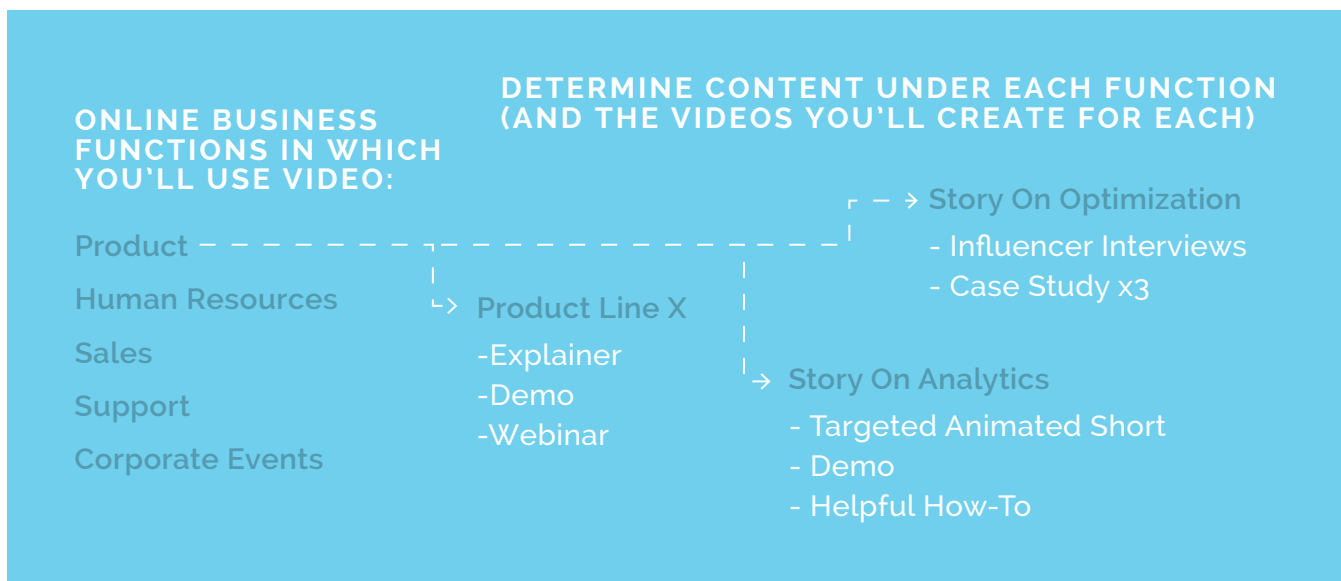 ONLINE BUSINESS
FUNCTIONS IN WHICH
YOU'LL USE VIDEO:
Product
Human Resources
Sales
Support
Corporate Events
DETERMINE CONTENT UNDER EACH FUNCTION
(AND THE VIDEOS YOU'LL CREATE FOR EACH)
Product Line X
-Explainer
-Demo
-Webinar
Story On Optimization
- Influencer Interviews
- Case Study x3
Story On Analytics
- Targeted Animated Short
- Demo
- Helpful How-To